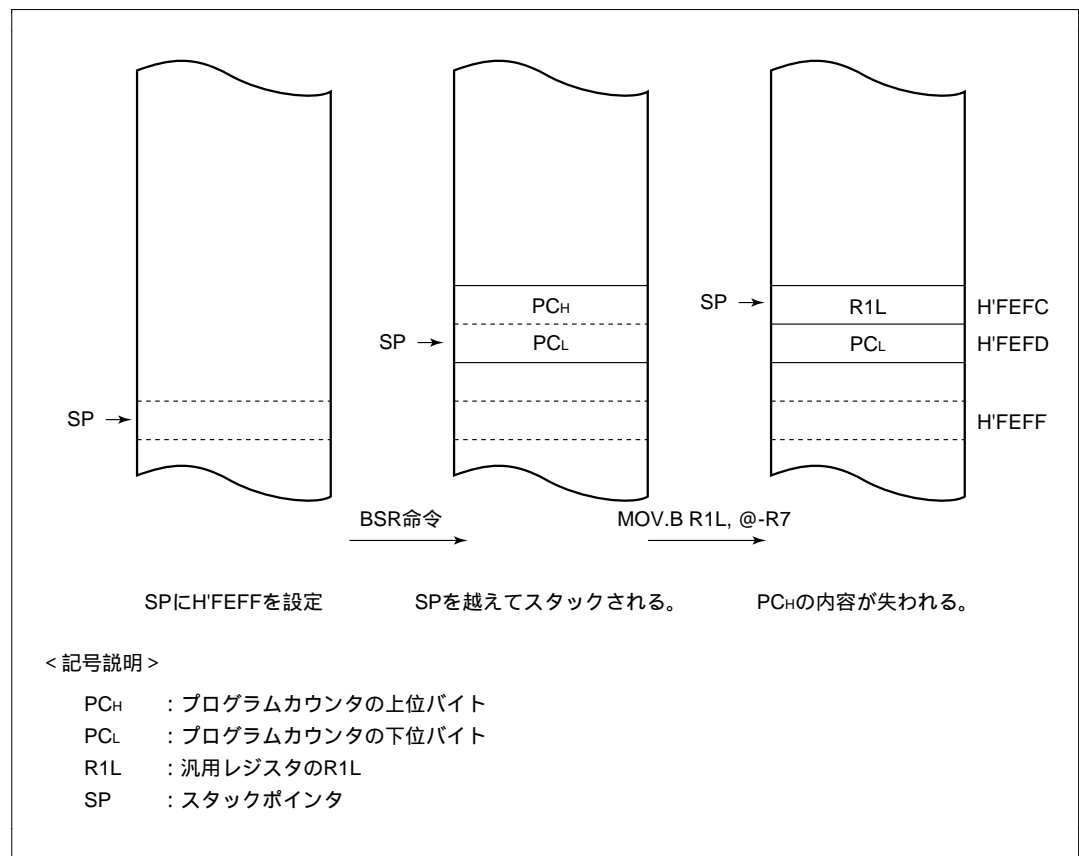 PCH
SP → R1L H'FEFC
SP → PCL
PCL H'FEFD
SP →
H'FEFF
BSR命令
MOV.B R1L, @-R7
SPにH'FEFFを設定
SPを越えてスタックされる。
PCHの内容が失われる。
<記号説明>
PCH :プログラムカウンタの上位バイト
PCL :プログラムカウンタの下位バイト
R1L :汎用レジスタのR1L
SP :スタックポインタ